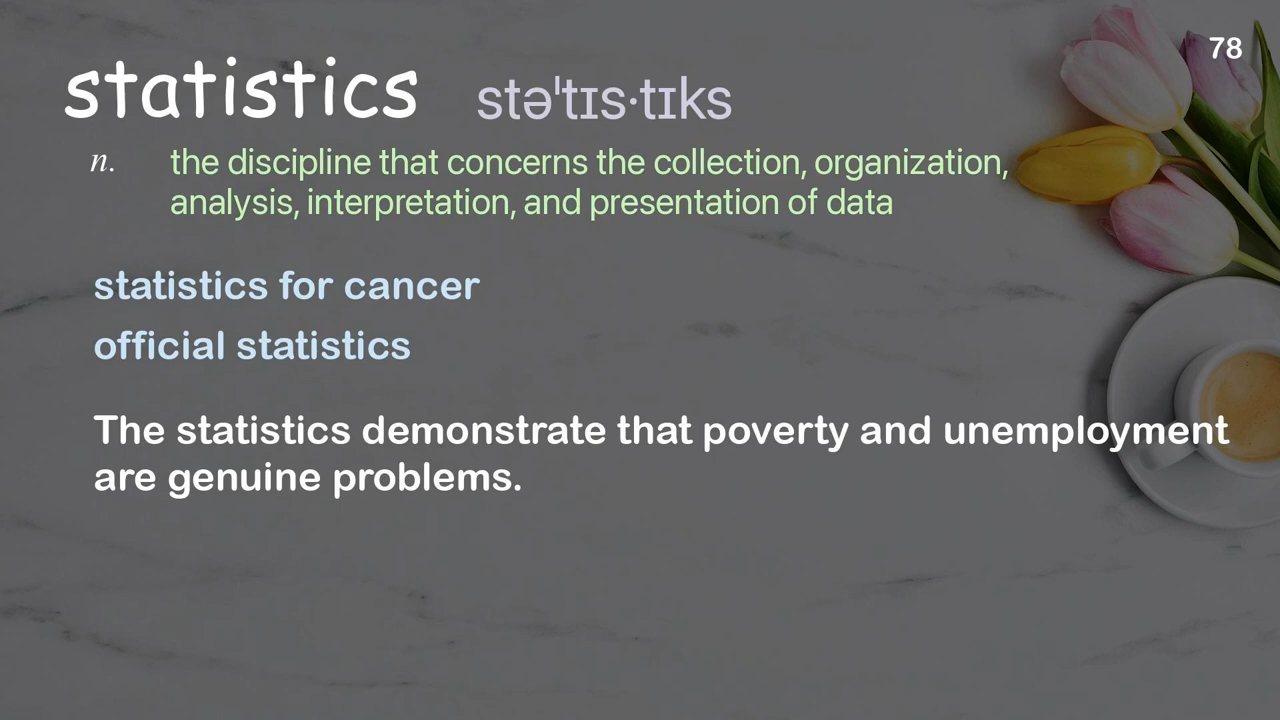 78
statistics stəˈtɪs·tɪks
n. the discipline that concerns the collection, organization,
analysis, interpretation, and presentation of data
statistics for cancer
official statistics
The statistics demonstrate that poverty and unemployment
are genuine problems.